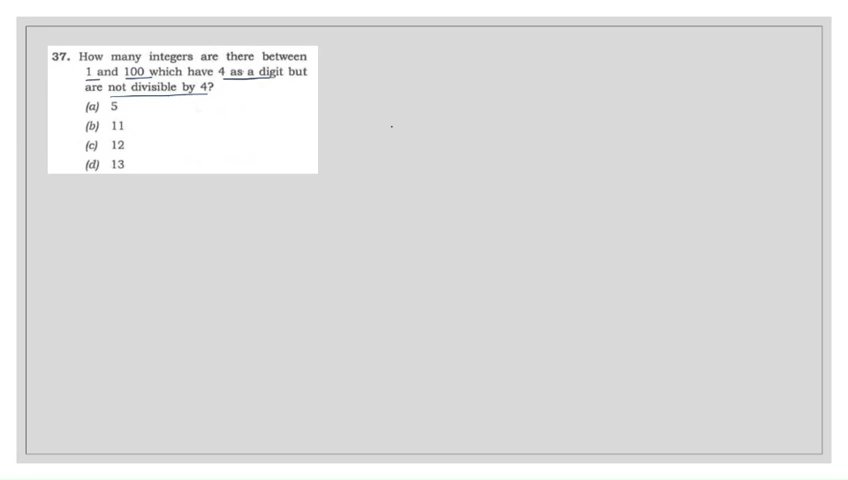 37. How many integers are there between
1 and 100 which have 4 as a digit but
are not divisible by 4?
(a) 5
(b) 11
(c) 12
(d) 13